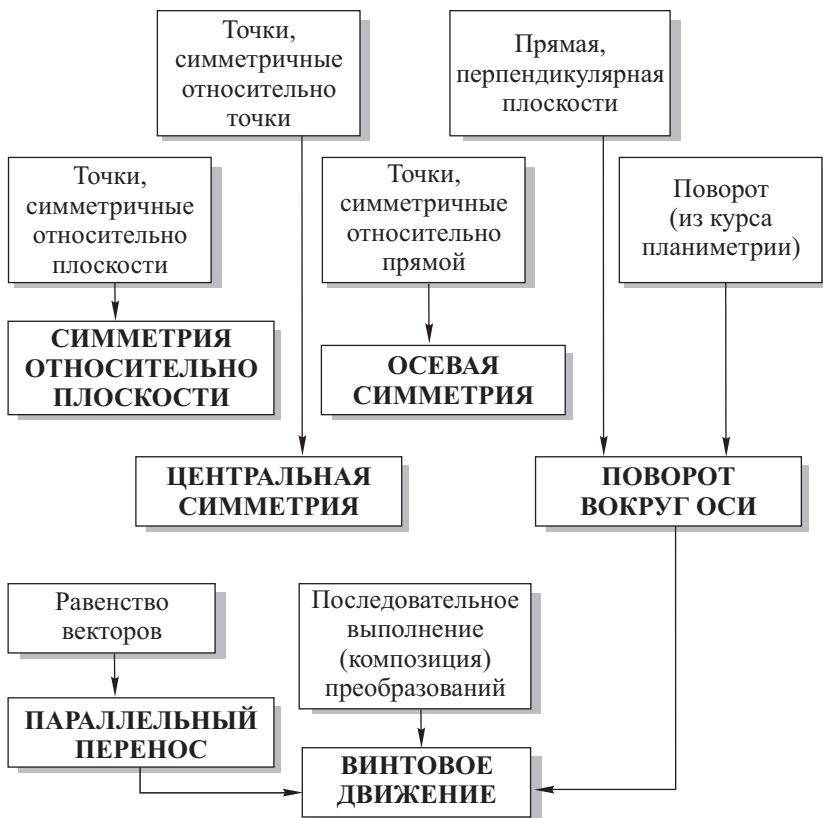 Точки,
симметричные
относительно
точки
Прямая,
перпендикулярная
плоскости
Точки,
симметричные
относительно
плоскости
Точки,
симметричные
относительно
прямой
Поворот
(из курса
планиметрии)
СИММЕТРИЯ
ОТНОСИТЕЛЬНО
ПЛОСКОСТИ
ОСЕВАЯ
СИММЕТРИЯ
ЦЕНТРАЛЬНАЯ
СИММЕТРИЯ
ПОВОРОТ
ВОКРУГ ОСИ
Равенство
векторов
Последовательное
выполнение
(композиция)
преобразований
ПАРАЛЛЕЛЬНЫЙ
ПЕРЕНОС
ВИНТОВОЕ
ДВИЖЕНИЕ